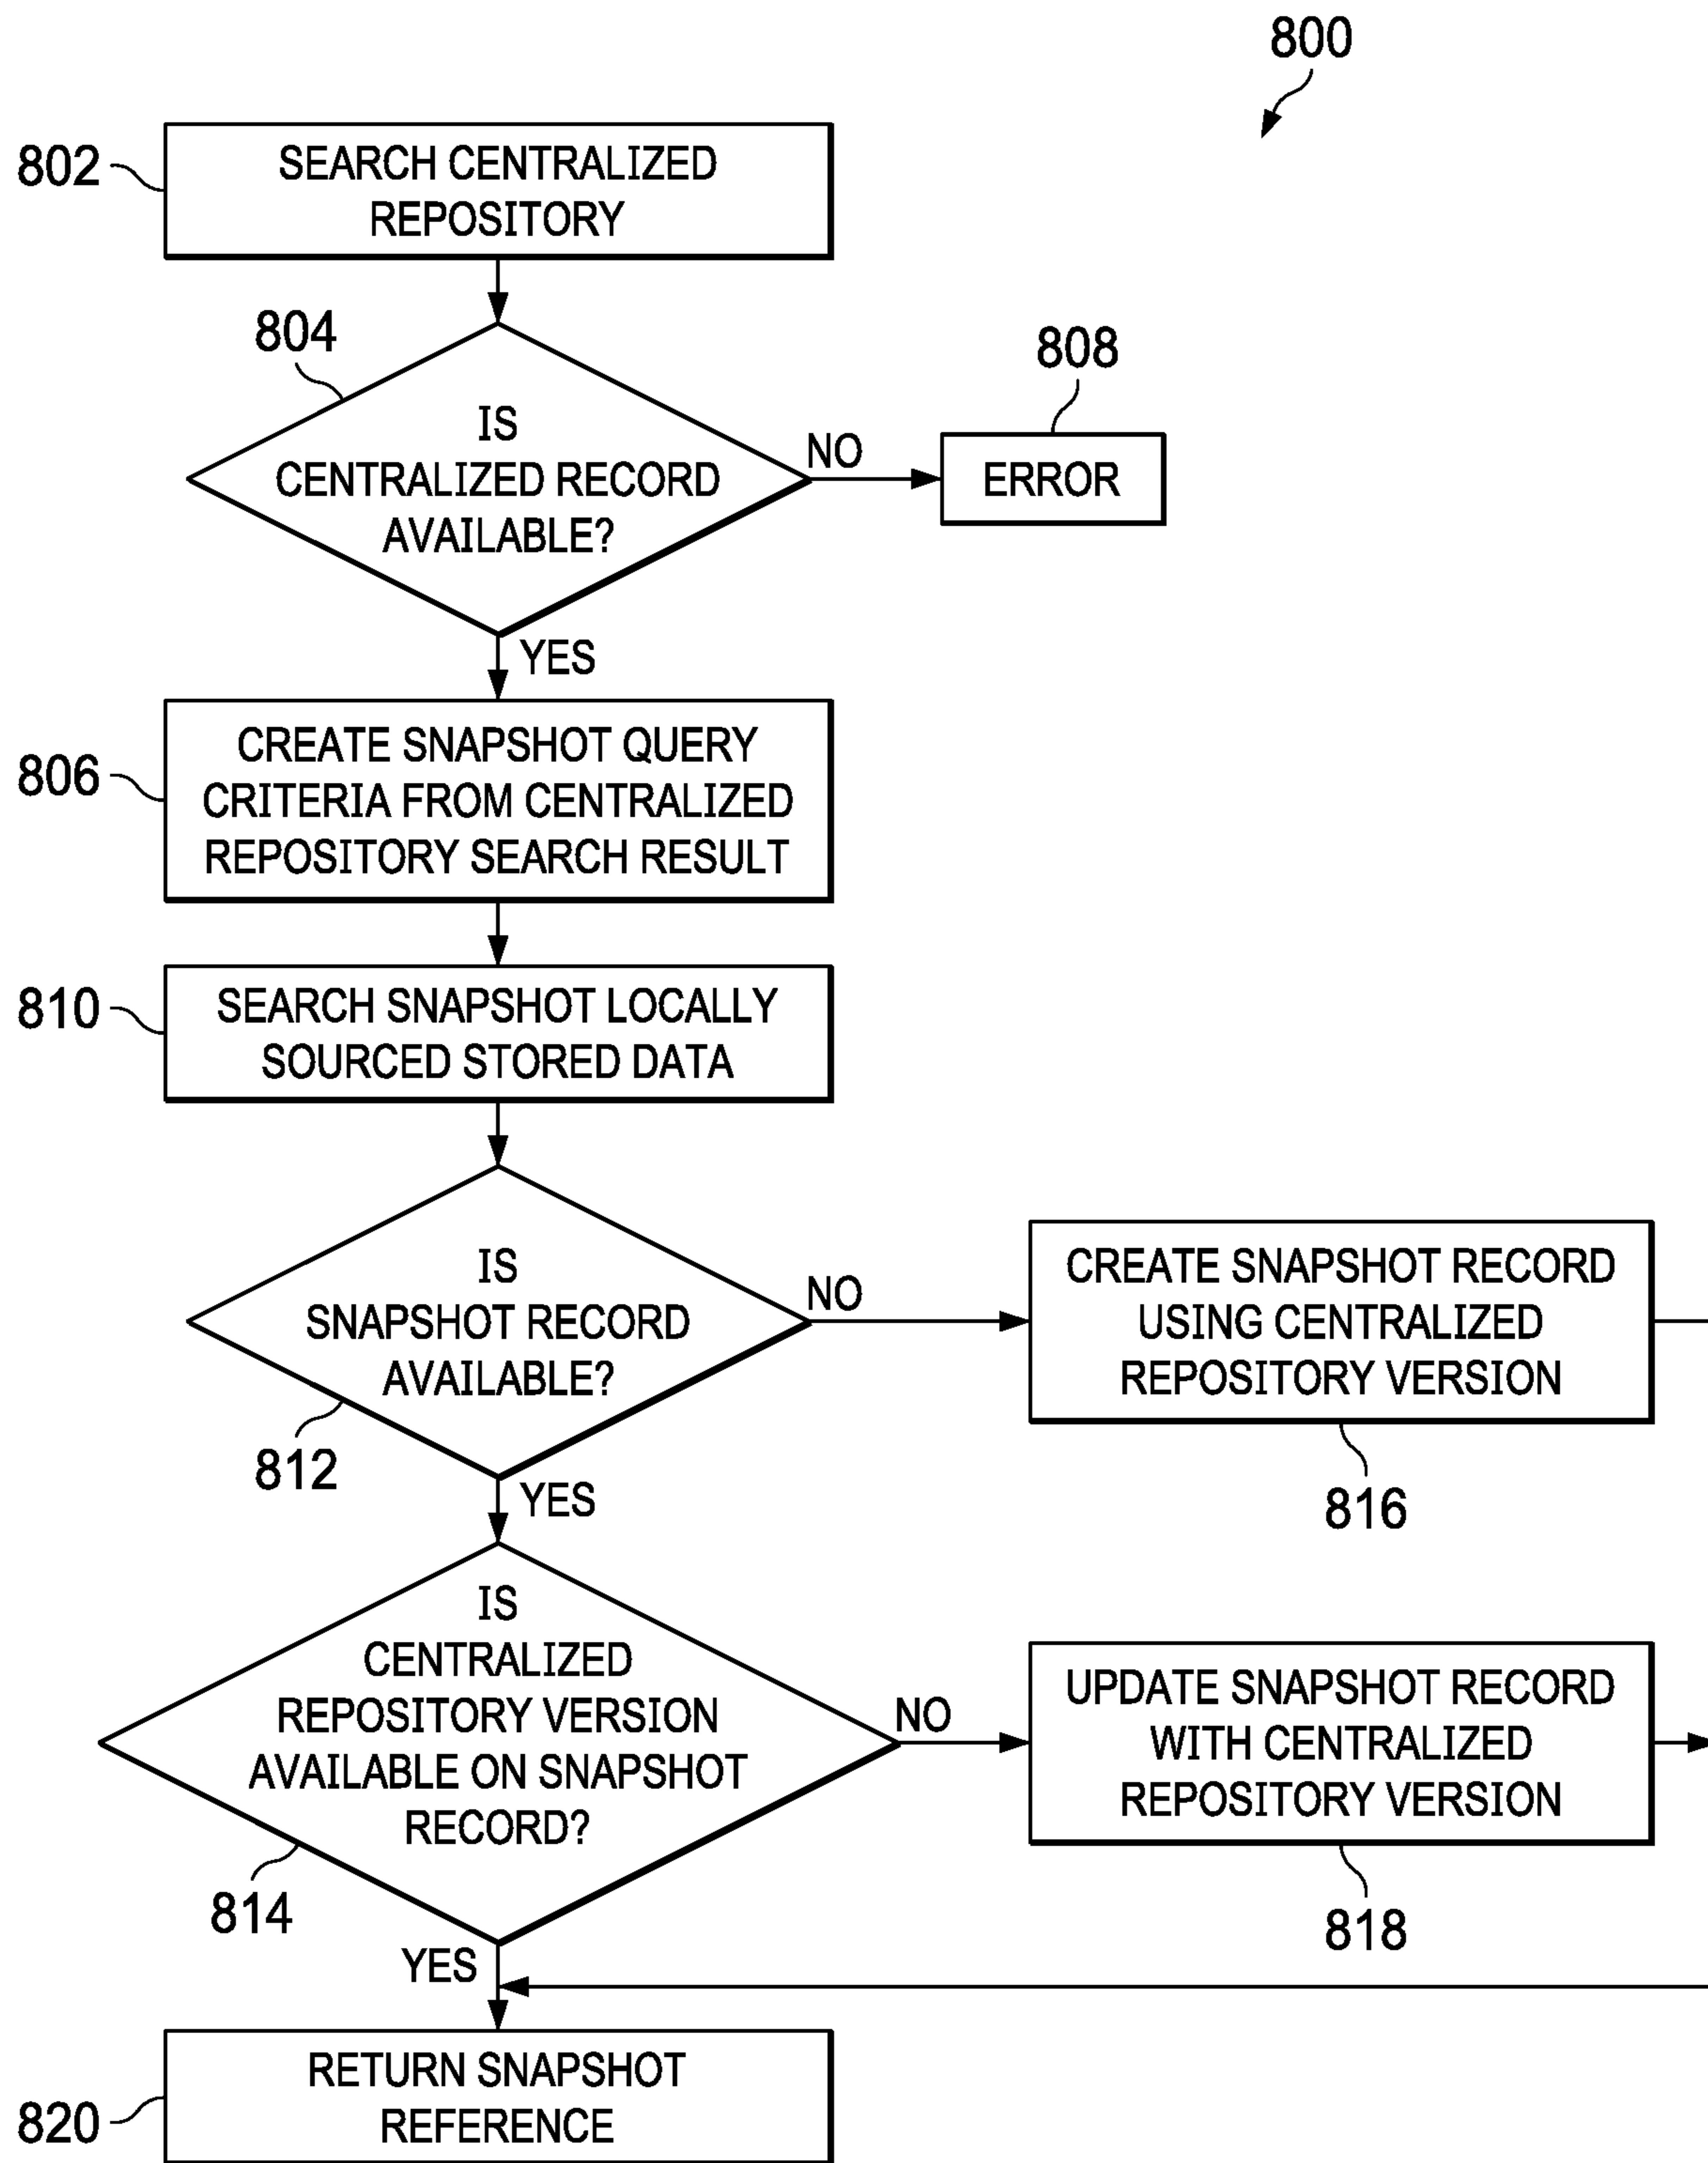 800
802
SEARCH CENTRALIZED
REPOSITORY
804
IS
CENTRALIZED RECORD
AVAILABLE?
NO
808
ERROR
YES
806
CREATE SNAPSHOT QUERY
CRITERIA FROM CENTRALIZED
REPOSITORY SEARCH RESULT
810
SEARCH SNAPSHOT LOCALLY
SOURCED STORED DATA
IS
SNAPSHOT RECORD
AVAILABLE?
812
NO
CREATE SNAPSHOT RECORD
USING CENTRALIZED
REPOSITORY VERSION
816
YES
IS
CENTRALIZED
REPOSITORY VERSION
AVAILABLE ON SNAPSHOT
RECORD?
814
NO
UPDATE SNAPSHOT RECORD
WITH CENTRALIZED
REPOSITORY VERSION
818
YES
820
RETURN SNAPSHOT
REFERENCE